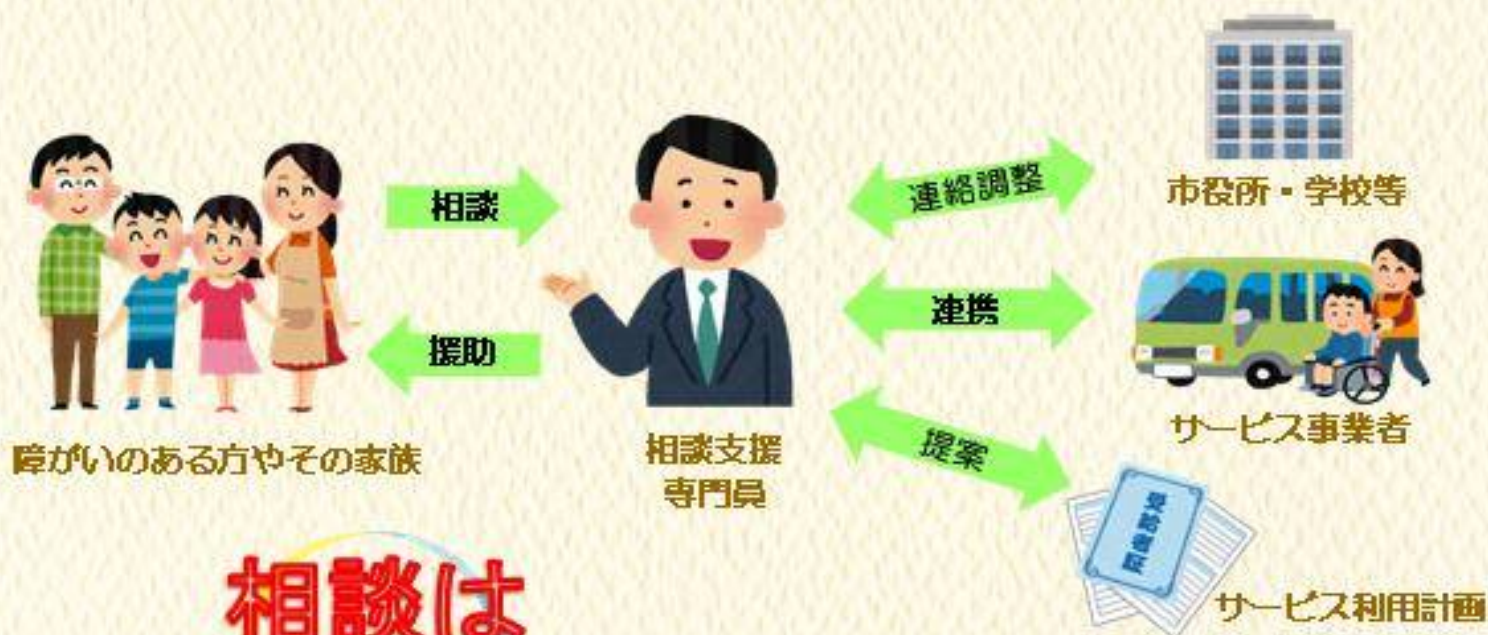 相談
援助
障がいのある方やその家族
相談支援
専門員
連絡調整
連携
提案
市役所・学校等
サービス事業者
受給者証
サービス利用計画
相談は